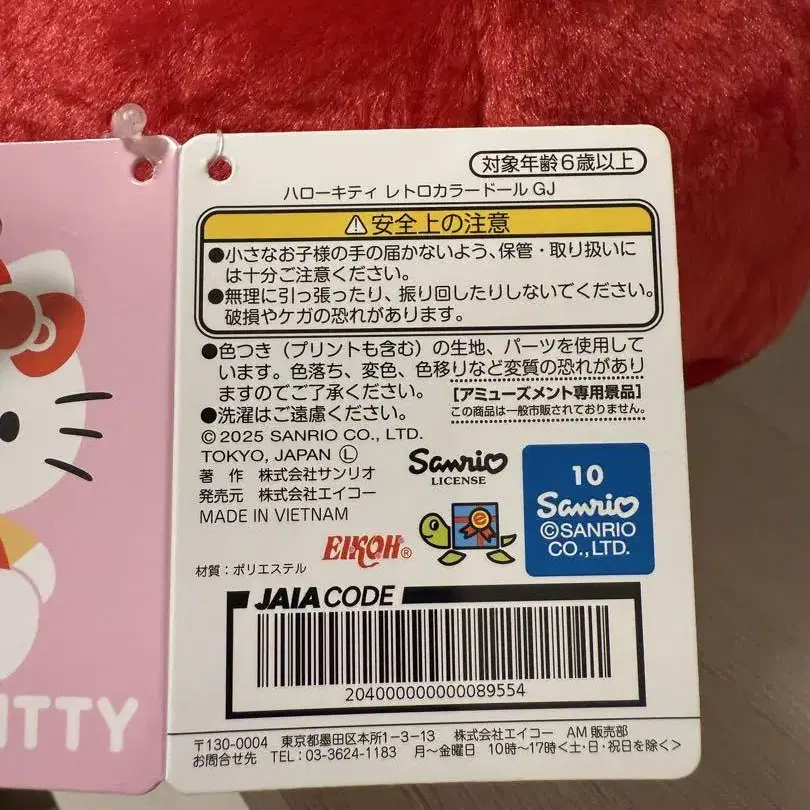 対象年齢6歳以上
ハローキティ レトロカラードール GJ
⚠安全上の注意
●小さなお子様の手の届かないよう、保管・取り扱いに
は十分ご注意ください。
●無理に引っ張ったり、振り回したりしないでください。
破損やケガの恐れがあります。
●色つき（プリントも含む）の生地、パーツを使用して
います。色落ち、変色、色移りなど変質の恐れがあり
ますのでご了承ください。
●洗濯はご遠慮ください。
[アミューズメント専用景品]
この商品は一般市販されておりません。
© 2025 SANRIO CO., LTD.
TOKYO, JAPAN Ⓛ
著 作 株式会社サンリオ
発売元 株式会社エイコー
MADE IN VIETNAM
Sanrio
LICENSE
EIKOH®
10
Sanrio
©SANRIO
CO., LTD.
材質：ポリエステル
JAIA CODE
204000000000089554
〒130-0004 東京都墨田区本所1-3-13 株式会社エイコー AM販売部
お問合せ先 TEL: 03-3624-1183 月〜金曜日 10時〜17時<土・日・祝日を除く>
ITTY